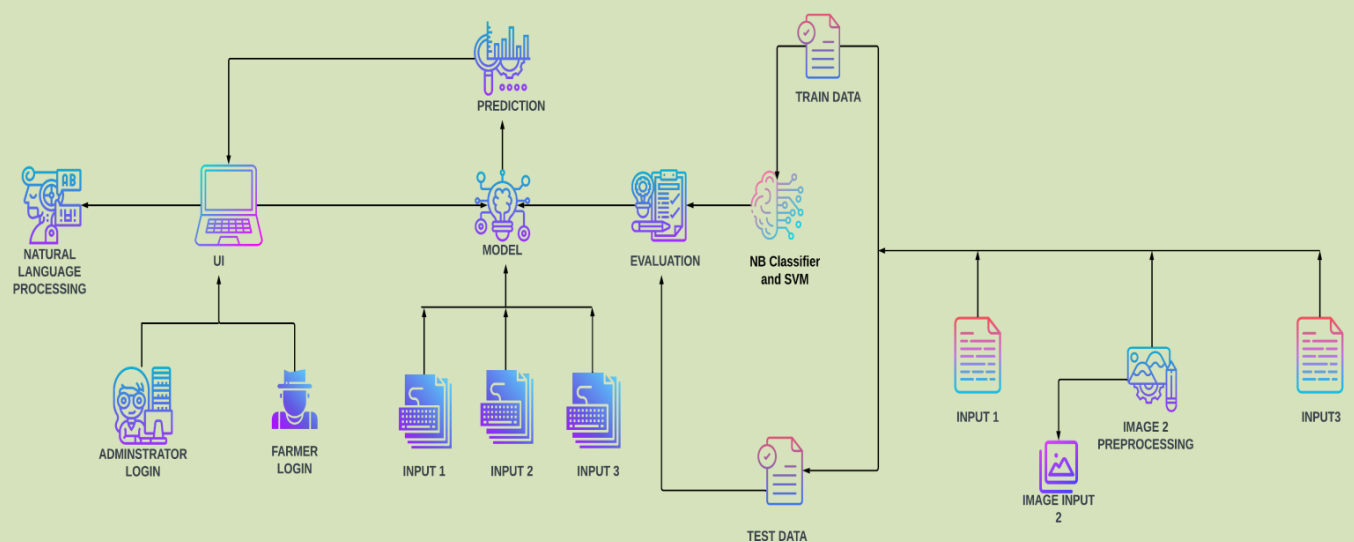 PREDICTION
TRAIN DATA
AB
NATURAL
LANGUAGE
PROCESSING
UI
MODEL
EVALUATION
NB Classifier
and SVM
ADMINSTRATOR
LOGIN
FARMER
LOGIN
INPUT 1
INPUT 2
INPUT 3
INPUT 1
IMAGE 2
PREPROCESSING
INPUT3
IMAGE INPUT
2
TEST DATA